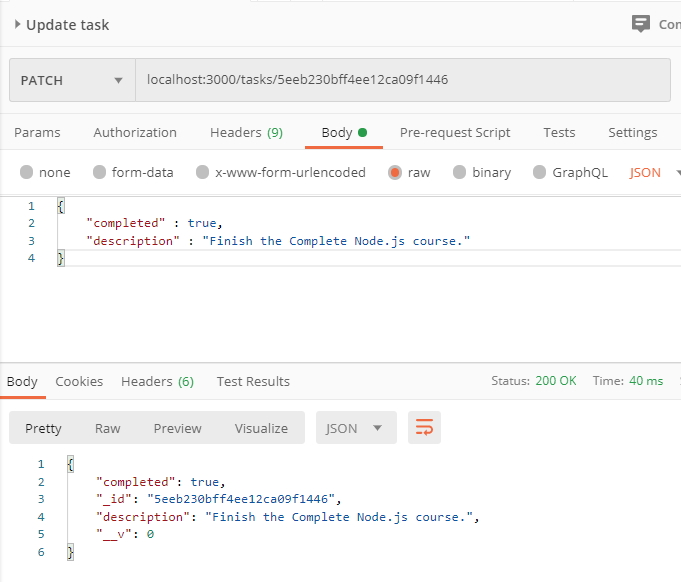 Update task
Con
PATCH localhost:3000/tasks/5eeb230bff4ee12ca09f1446
Params Authorization Headers (9) Body Pre-request Script Tests Settings
none form-data x-www-form-urlencoded raw binary GraphQL JSON
1 {
2 "completed" : true,
3 "description" : "Finish the Complete Node.js course."
4 }
Body Cookies Headers (6) Test Results Status: 200 OK Time: 40 ms
Pretty Raw Preview Visualize JSON
1 {
2 "completed": true,
3 "_id": "5eeb230bff4ee12ca09f1446",
4 "description": "Finish the Complete Node.js course.",
5 "__v": 0
6 }